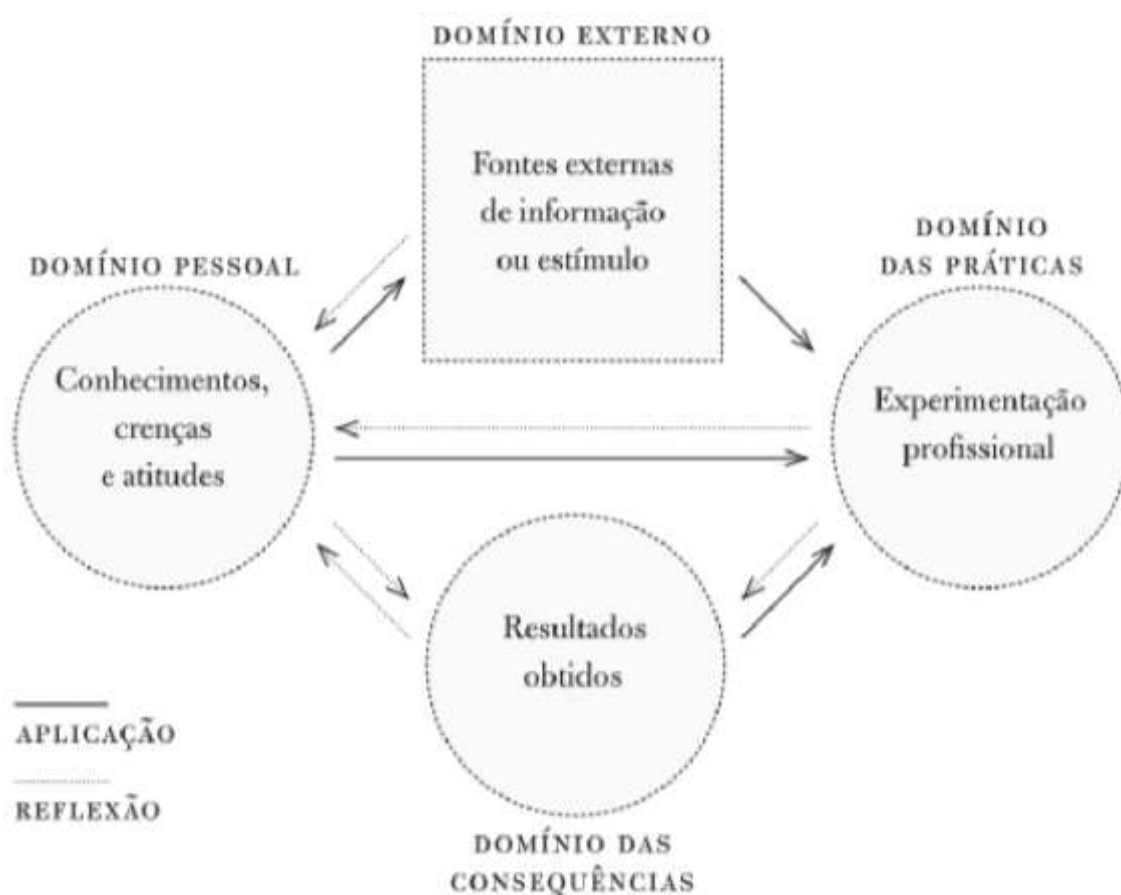 DOMÍNIO EXTERNO
Fontes externas
de informação
ou estímulo
DOMÍNIO PESSOAL
Conhecimentos,
crenças
e atitudes
DOMÍNIO
DAS PRÁTICAS
Experimentação
profissional
Resultados
obtidos
DOMÍNIO DAS
CONSEQUÊNCIAS
APLICAÇÃO
REFLEXÃO